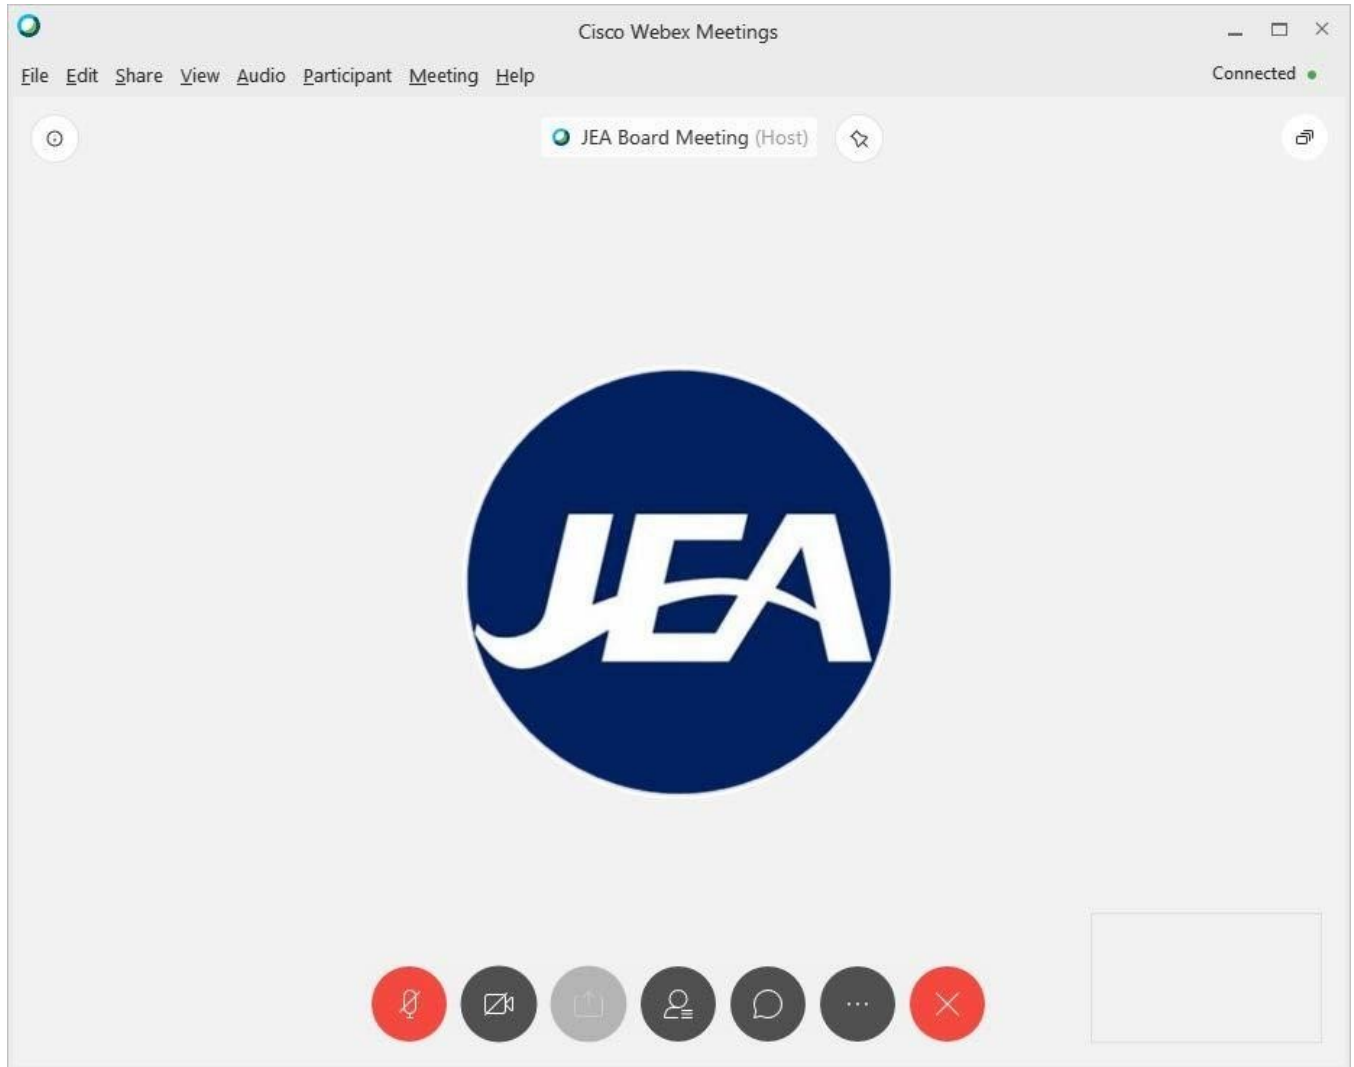 Cisco Webex Meetings
File Edit Share View Audio Participant Meeting Help Connected
JEA Board Meeting (Host)
JEA